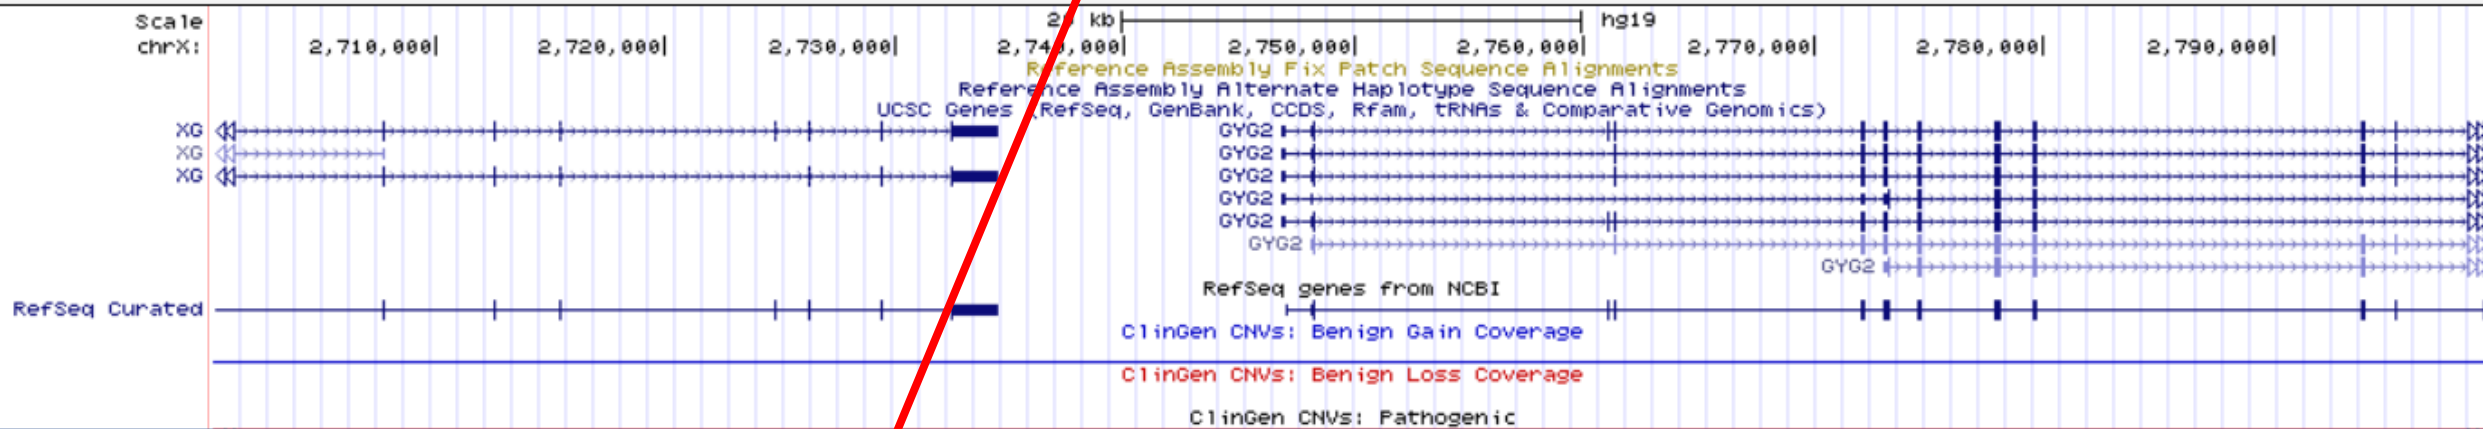 Scale 20 kb hg19
chrX: 2,710,000| 2,720,000| 2,730,000| 2,740,000| 2,750,000| 2,760,000| 2,770,000| 2,780,000| 2,790,000|
Reference Assembly Fix Patch Sequence Alignments
Reference Assembly Alternate Haplotype Sequence Alignments
UCSC Genes (RefSeq, GenBank, CCDS, Rfam, tRNAs & Comparative Genomics)
XG GYG2
XG GYG2
XG GYG2
GYG2
GYG2
GYG2
GYG2
RefSeq genes from NCBI
RefSeq Curated
ClinGen CNVs: Benign Gain Coverage
ClinGen CNVs: Benign Loss Coverage
ClinGen CNVs: Pathogenic